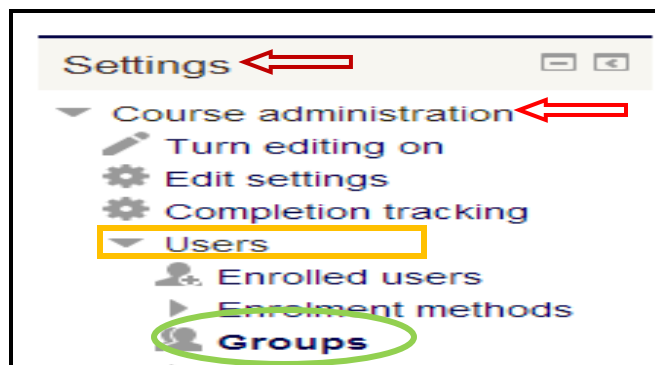 Settings
Course administration
Turn editing on
Edit settings
Completion tracking
Users
Enrolled users
Enrolment methods
Groups